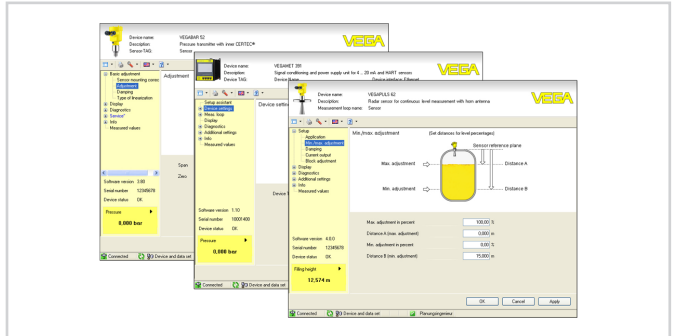 Device name: VEGABAR 52
Description: Pressure transmitter with inner CERTEC®
Sensor-TAG: Sensor
VEGA
Basic adjustment
Sensor mounting correc
Adjustment
Damping
Type of linearization
Display
Diagnostics
Service
Info
Measured values
Adjustment
Span
Zero
Software version 3.80
Serial number 12345678
Device status OK
Pressure
0,000 bar
Connected
Device and data set
Device name: VEGAMET 391
Description: Signal conditioning and power supply unit for 4 .. 20 mA and HART sensors
Device TAG: Device Name
Device interface: Ethernet
VEGA
Setup assistant
Device settings
Meas. loop
Display
Diagnostics
Additional settings
Info
Measured values
Device settin
Device T
Software version 1.10
Serial number 10001400
Device status OK
Pressure
0,000 bar
Connected
Device and data set
Device name: VEGAPULS 62
Description: Radar sensor for continuous level measurement with horn antenna
Measurement loop name: Sensor
VEGA
Setup
Application
Min./max. adjustment
Damping
Current output
Block adjustment
Display
Diagnostics
Additional settings
Info
Measured values
Min./max. adjustment (Set distances for level percentages)
Sensor reference plane
Max. adjustment
Distance A
Min. adjustment
Distance B
Max. adjustment in percent 100,00 %
Distance A (max. adjustment) 0,000 m
Min. adjustment in percent 0,00 %
Distance B (min. adjustment) 15,000 m
Software version 4.0.0
Serial number 12345678
Device status OK
Filling height
12,574 m
OK Cancel Apply
Connected
Device and data set
Planungsingenieur